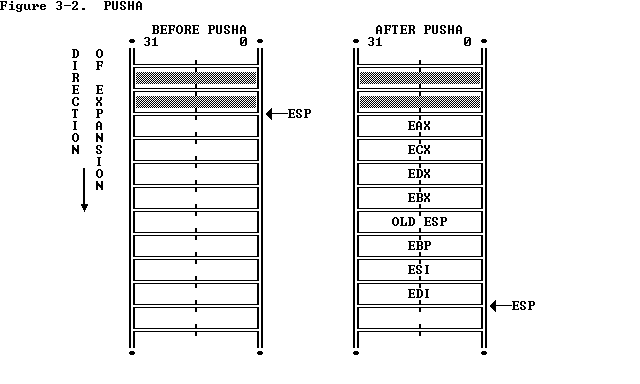 Figure 3-2.  PUSHA
BEFORE PUSHA
31 0
DIRECTION
OF EXPANSION
ESP
AFTER PUSHA
31 0
EAX
ECX
EDX
EBX
OLD ESP
EBP
ESI
EDI
ESP